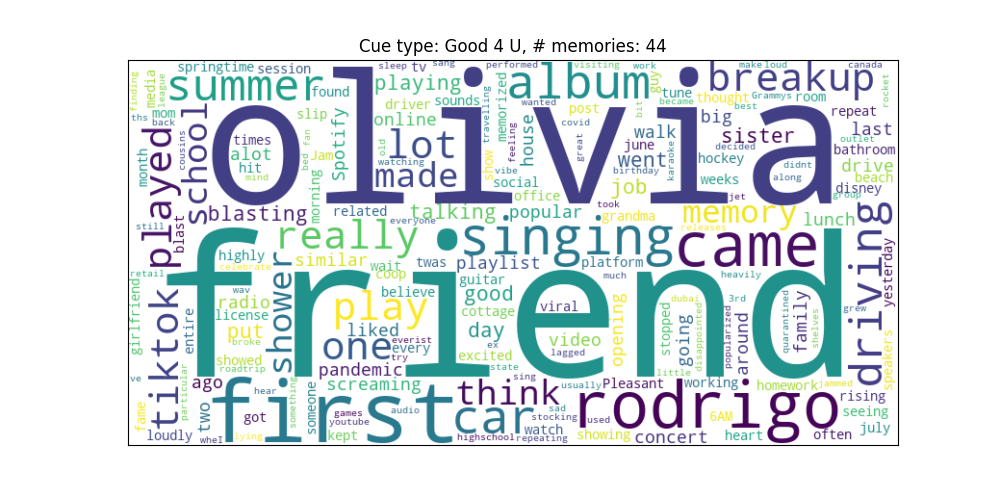 Cue type: Good 4 U, # memories: 44
finding
media
league
springtime
session
sleep
tv
sang
performed
visiting
work
make
loud
canada
summer
found
playing
album
guy
breakup
rocket
ths
mom
back
olivia
driver
sounds
memorized
wanted
post
tune
became
thought
Grammys
room
best
repeat
slip
online
travelling
covid
bit
big
last
month
school
times
fan
Spotify
lot
house
great
walk
sister
outlet
bathroom
cousins
alot
hit
Jam
old
feeling
june
karaoke
decided
hockey
didnt
drive
mind
bed
watching
made
show
vibe
went
birthday
weeks
along
beach
played
morning
social
office
job
jet
disney
group
still
blast
blasting
related
talking
popular
took
grandma
memory
lunch
everyone
releases
really
singing
came
driving
retail
highly
celebrate
similar
wait
twas
playlist
platform
much
heavily
yesterday
girlfriend
tiktok
wav
radio
license
shower
coop
believe
guitar
good
cottage
friend
viral
dubai
3rd
grew
entire
put
broke
play
liked
day
video
opening
stopped
going
disappointed
popularized
around
quarantined
family
shelves
speakers
showed
roadtrip
one
everist
every
try
ex
excited
state
lagged
little
ve
ago
pandemic
screaming
think
sing
usually
Pleasant
working
homework
jammed
rising
particular
hear
something
someone
first
games
youtube
audio
car
stocking
sad
used
rodrigo
6AM
seeing
fame
two
got
watch
july
loudly
wheI
lying
kept
highschool
repeating
showing
concert
heart
often